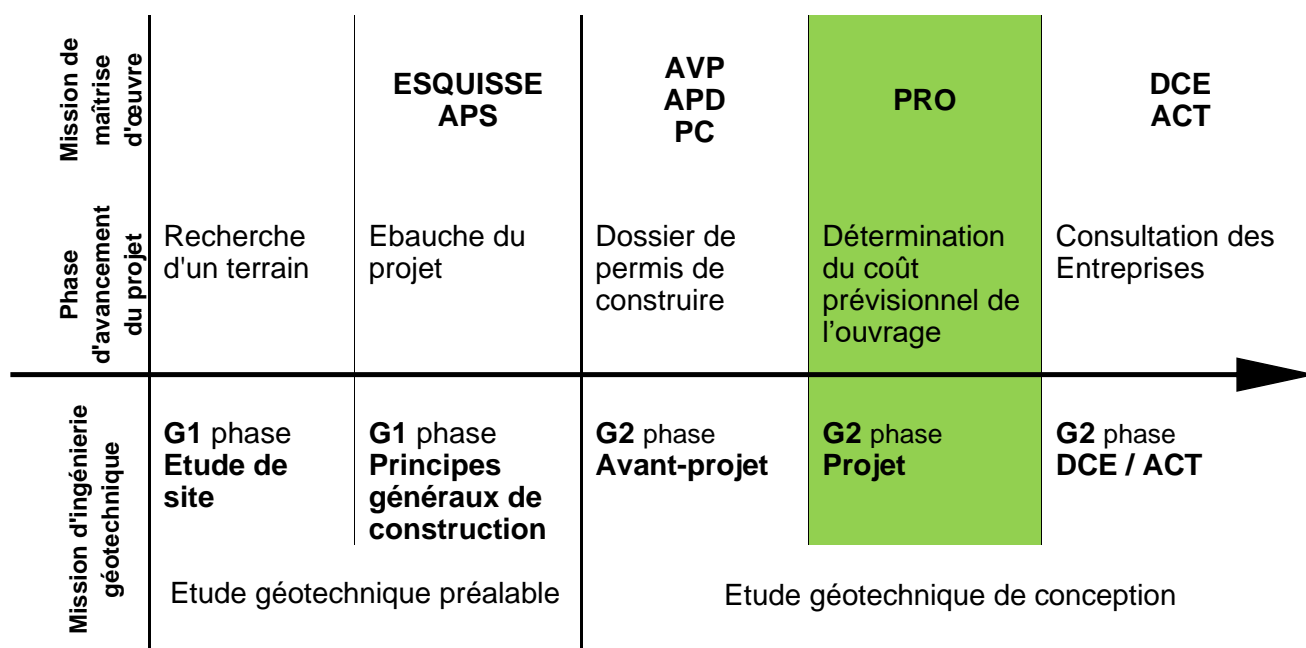 Mission de
maîtrise
d'œuvre
ESQUISSE
APS
AVP
APD
PC
PRO
DCE
ACT
Phase
d'avancement
du projet
Recherche
d'un terrain
Ebauche du
projet
Dossier de
permis de
construire
Détermination
du coût
prévisionnel de
l’ouvrage
Consultation des
Entreprises
Mission d'ingénierie
géotechnique
G1 phase
Etude de
site
G1 phase
Principes
généraux de
construction
G2 phase
Avant-projet
G2 phase
Projet
G2 phase
DCE / ACT
Etude géotechnique préalable
Etude géotechnique de conception